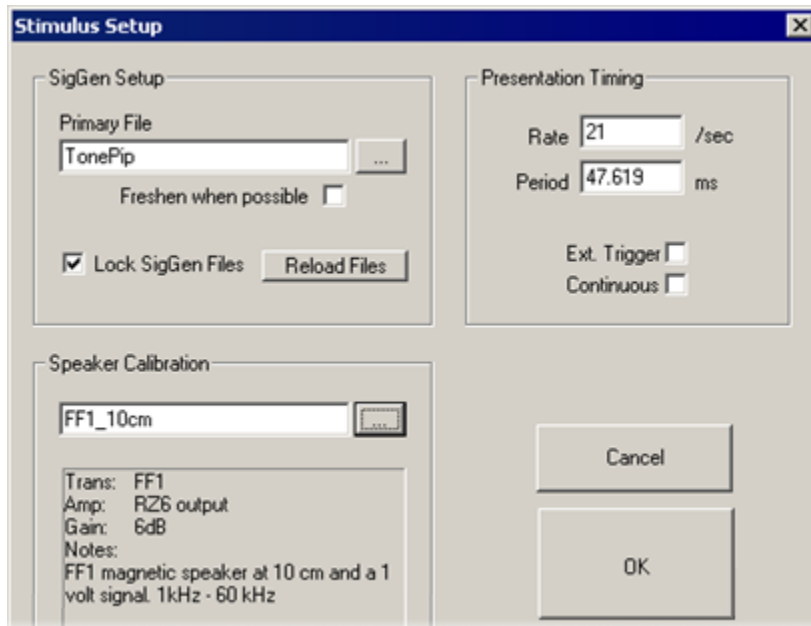 Stimulus Setup
SigGen Setup
Primary File
TonePip
...
Freshen when possible
Lock SigGen Files
Reload Files
Presentation Timing
Rate 21 /sec
Period 47.619 ms
Ext. Trigger
Continuous
Speaker Calibration
FF1_10cm
...
Trans: FF1
Amp: RZ6 output
Gain: 6dB
Notes:
FF1 magnetic speaker at 10 cm and a 1
volt signal. 1kHz - 60 kHz
Cancel
OK